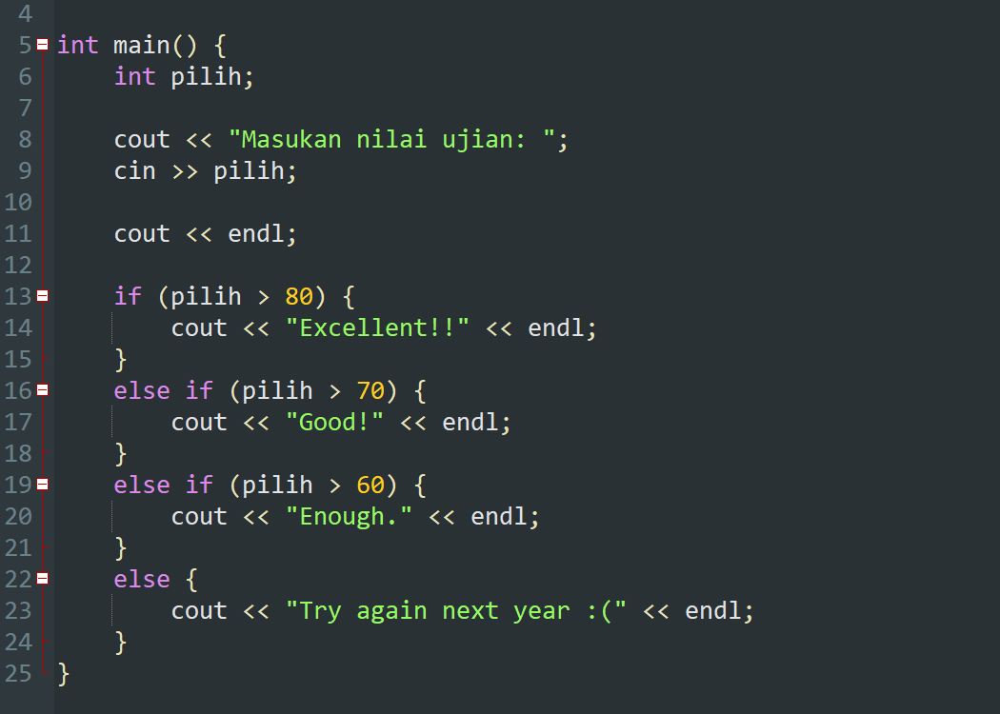 4
5 int main() {
6     int pilih;
7
8     cout << "Masukan nilai ujian: ";
9     cin >> pilih;
10
11     cout << endl;
12
13     if (pilih > 80) {
14         cout << "Excellent!!" << endl;
15     }
16     else if (pilih > 70) {
17         cout << "Good!" << endl;
18     }
19     else if (pilih > 60) {
20         cout << "Enough." << endl;
21     }
22     else {
23         cout << "Try again next year :(" << endl;
24     }
25 }